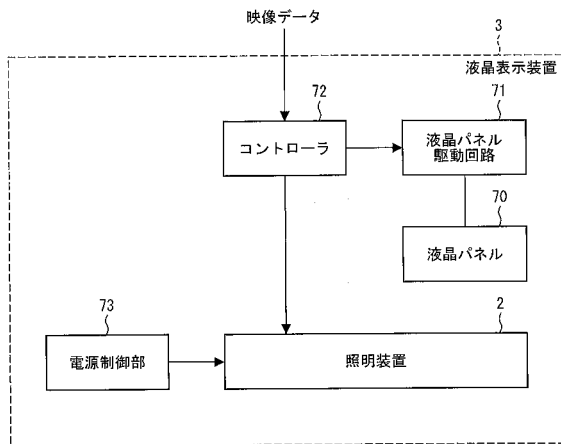 映像データ
3
液晶表示装置
72
コントローラ
71
液晶パネル
駆動回路
70
液晶パネル
73
電源制御部
2
照明装置